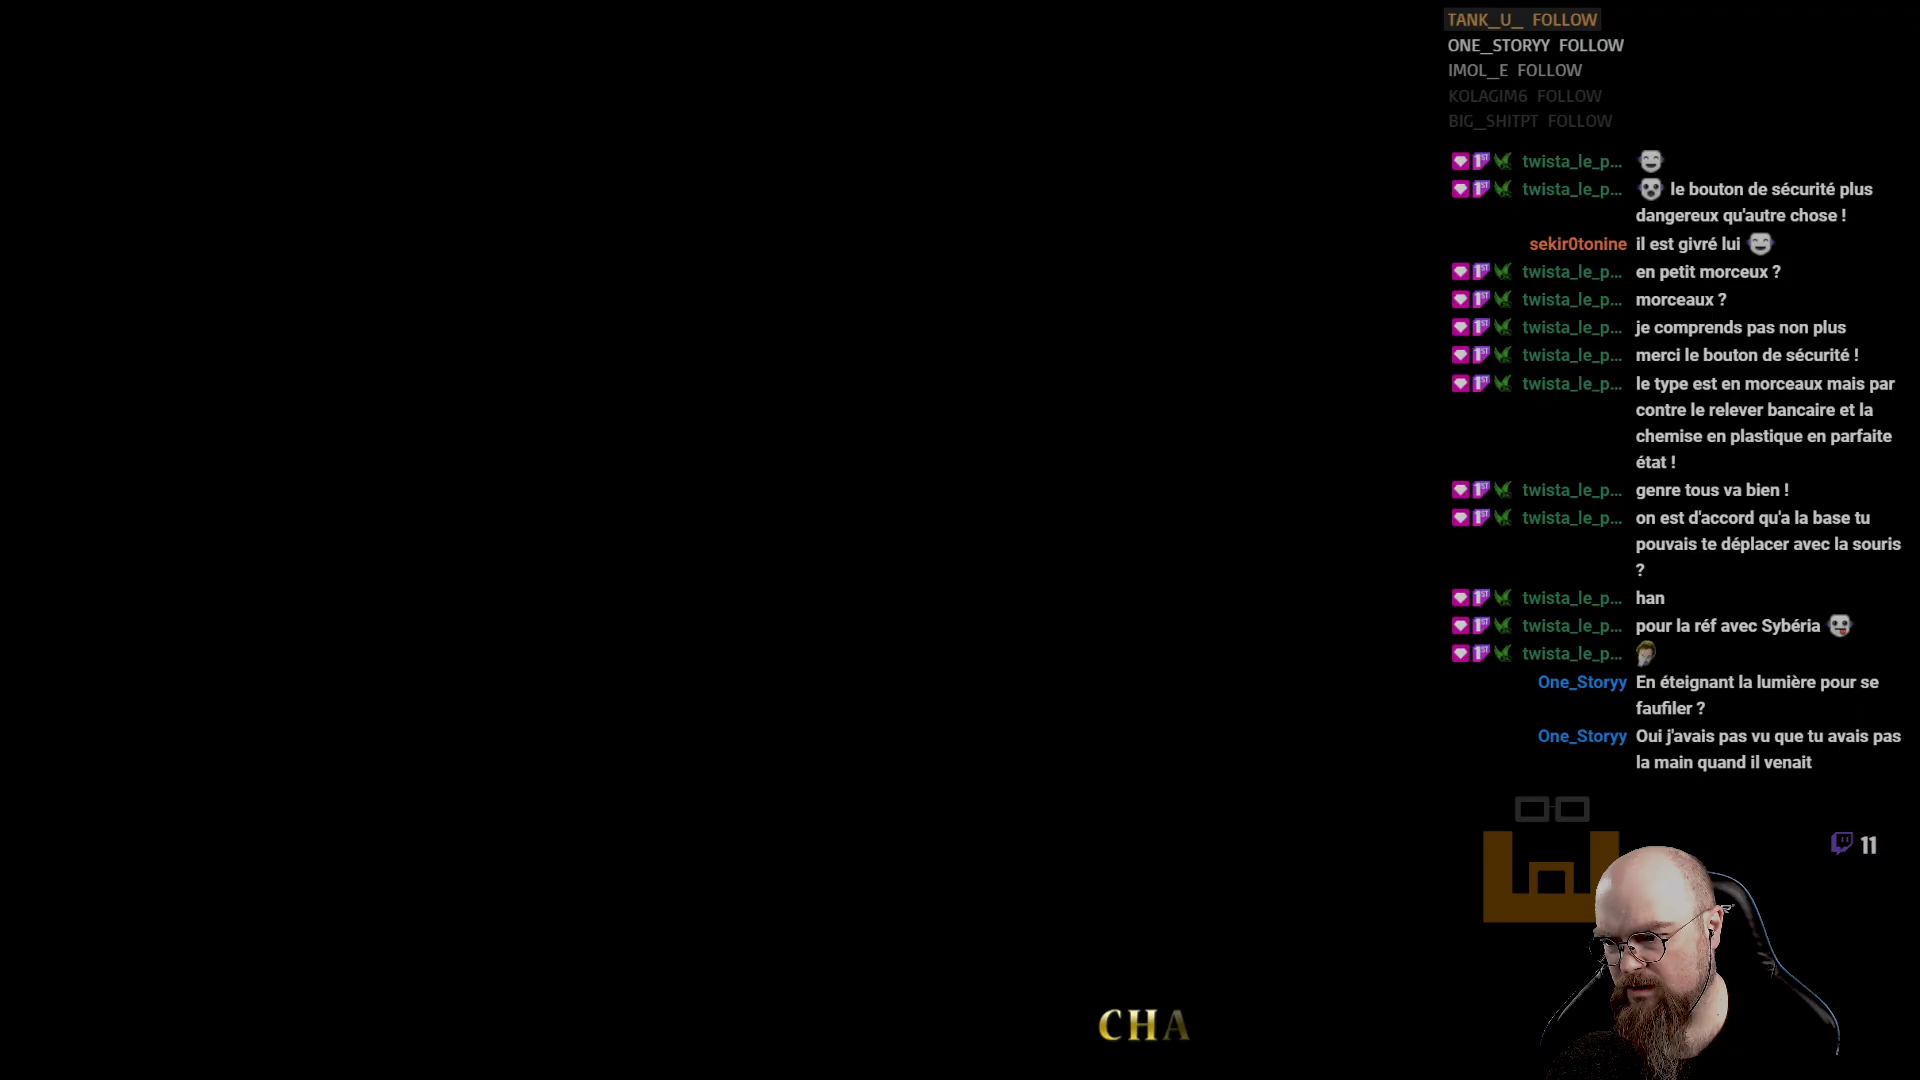 TANK_U_ FOLLOW
ONE_STORYY FOLLOW
IMOL_E FOLLOW
KOLAGIM6 FOLLOW
BIG_SHITPT FOLLOW
twista_le_p...
twista_le_p... le bouton de sécurité plus
dangereux qu'autre chose !
sekir0tonine il est givré lui
twista_le_p... en petit morceux ?
twista_le_p... morceaux ?
twista_le_p... je comprends pas non plus
twista_le_p... merci le bouton de sécurité !
twista_le_p... le type est en morceaux mais par
contre le relever bancaire et la
chemise en plastique en parfaite
état !
twista_le_p... genre tous va bien !
twista_le_p... on est d'accord qu'a la base tu
pouvais te déplacer avec la souris
?
twista_le_p... han
twista_le_p... pour la réf avec Sybéria
twista_le_p...
One_Storyy En éteignant la lumière pour se
faufiler ?
One_Storyy Oui j'avais pas vu que tu avais pas
la main quand il venait
11
CHA